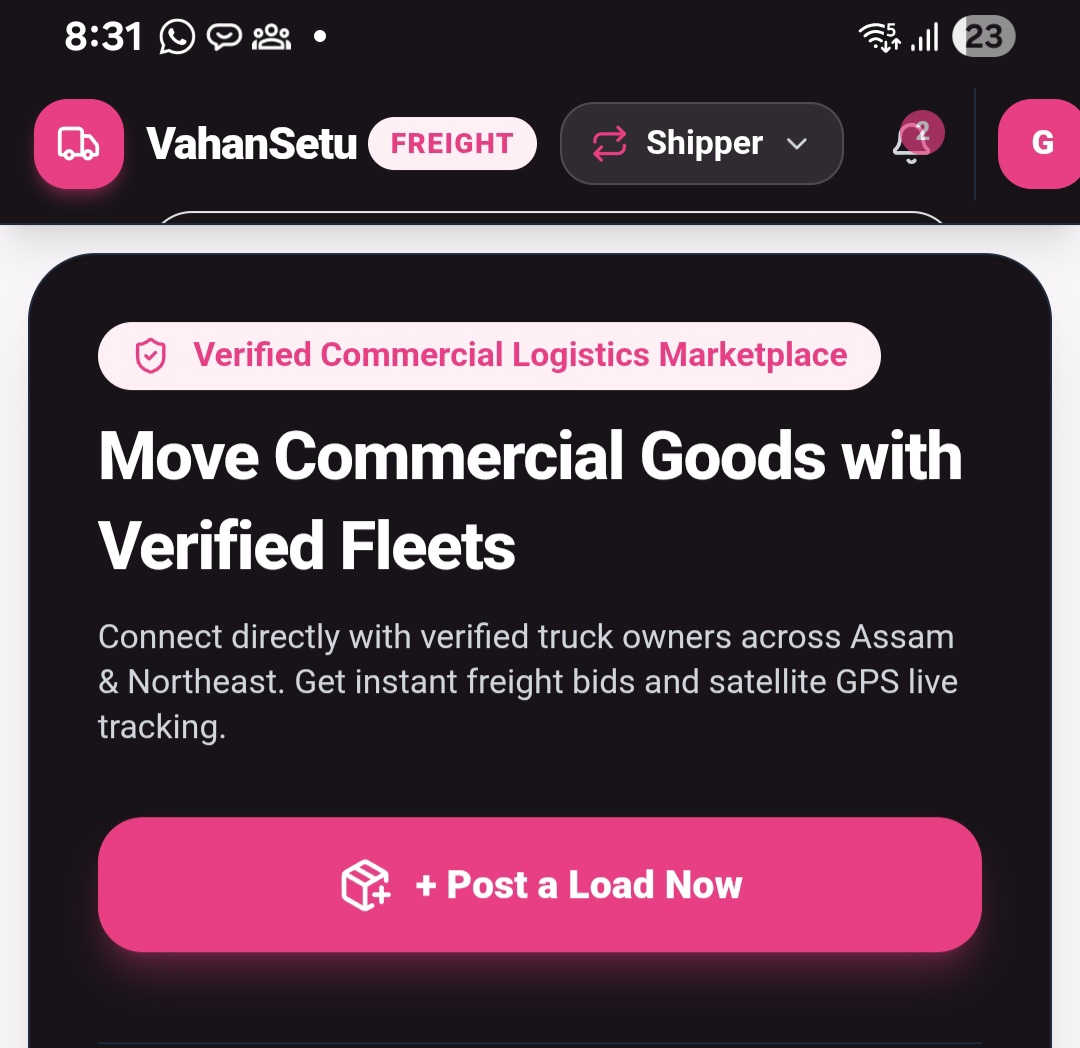 8:31
5
23
VahanSetu FREIGHT Shipper 2 G
Verified Commercial Logistics Marketplace
Move Commercial Goods with
Verified Fleets
Connect directly with verified truck owners across Assam
& Northeast. Get instant freight bids and satellite GPS live
tracking.
+ Post a Load Now